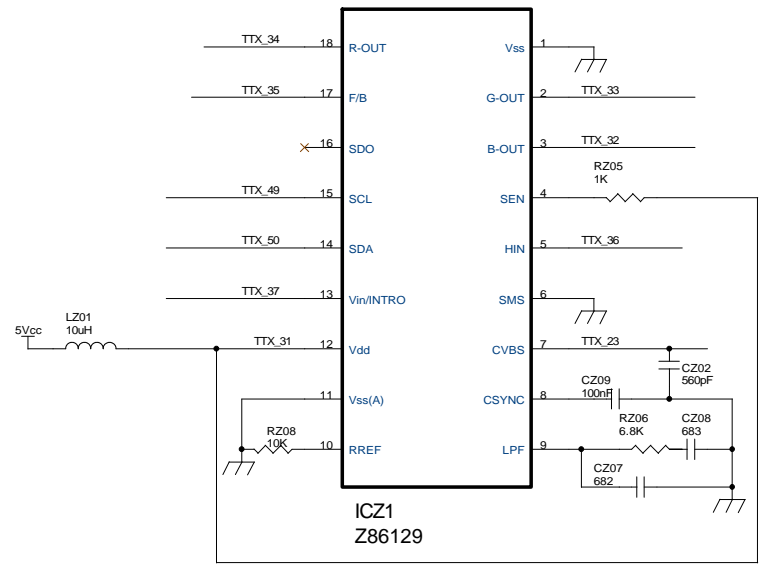 TTX_34 18 R-OUT Vss 1
TTX_35 17 F/B G-OUT 2 TTX_33
16 SDO B-OUT 3 TTX_32
RZ05
1K
TTX_49 15 SCL SEN 4
TTX_50 14 SDA HIN 5 TTX_36
TTX_37 13 Vin/INTRO SMS 6
LZ01
10uH
5Vcc
TTX_31 12 Vdd CVBS 7 TTX_23
CZ02
560pF
CZ09
100nF
11 Vss(A) CSYNC 8
RZ06
6.8K
CZ08
683
RZ08
10K
10 RREF LPF 9
CZ07
682
ICZ1
Z86129